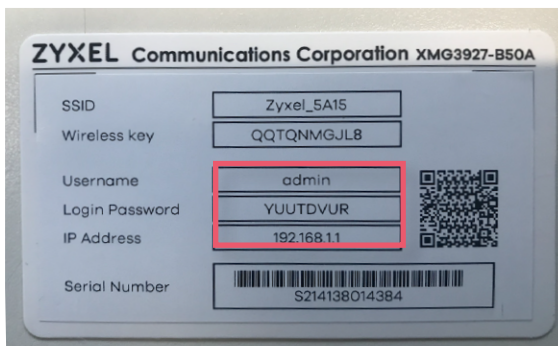 ZYXEL Communications Corporation XMG3927-B50A
SSID Zyxel_5A15
Wireless key QQTQNMGJL8
Username admin
Login Password YUUTDVUR
IP Address 192.168.1.1
Serial Number
S214138014384